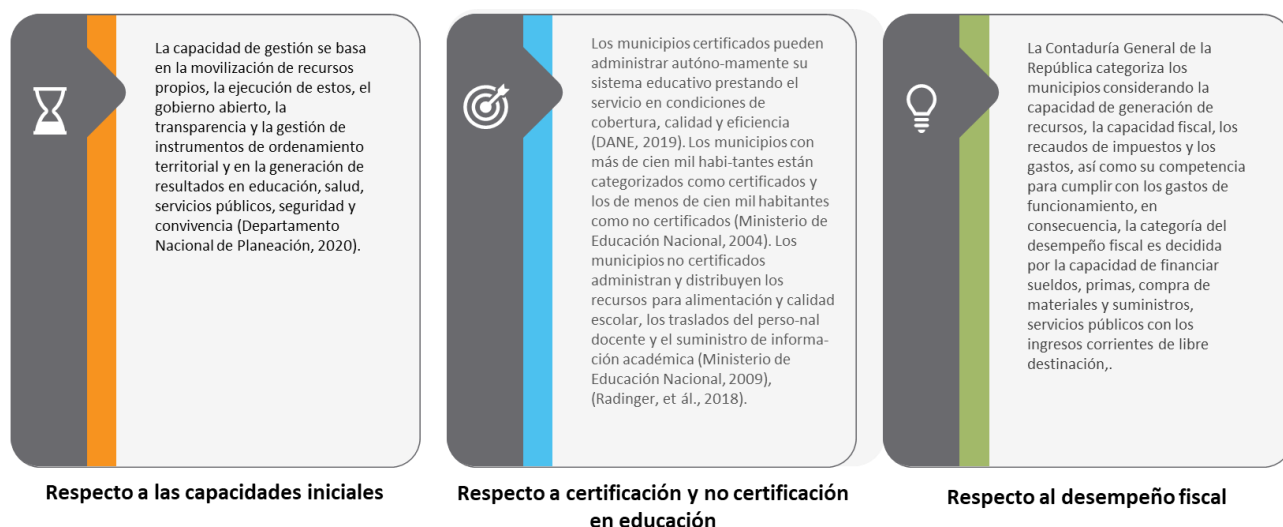 La capacidad de gestión se basa
en la movilización de recursos
propios, la ejecución de estos, el
gobierno abierto, la
transparencia y la gestión de
instrumentos de ordenamiento
territorial y en la generación de
resultados en educación, salud,
servicios públicos, seguridad y
convivencia (Departamento
Nacional de Planeación, 2020).
Respecto a las capacidades iniciales
Los municipios certificados pueden
administrar autóno-mamente su
sistema educativo prestando el
servicio en condiciones de
cobertura, calidad y eficiencia
(DANE, 2019). Los municipios con
más de cien mil habi-tantes están
categorizados como certificados y
los de menos de cien mil habitantes
como no certificados (Ministerio de
Educación Nacional, 2004). Los
municipios no certificados
administran y distribuyen los
recursos para alimentación y calidad
escolar, los traslados del perso-nal
docente y el suministro de informa-
ción académica (Ministerio de
Educación Nacional, 2009),
(Radinger, et ál., 2018).
Respecto a certificación y no certificación
en educación
La Contaduría General de la
República categoriza los
municipios considerando la
capacidad de generación de
recursos, la capacidad fiscal, los
recaudos de impuestos y los
gastos, así como su competencia
para cumplir con los gastos de
funcionamiento, en
consecuencia, la categoría del
desempeño fiscal es decidida
por la capacidad de financiar
sueldos, primas, compra de
materiales y suministros,
servicios públicos con los
ingresos corrientes de libre
destinación,.
Respecto al desempeño fiscal